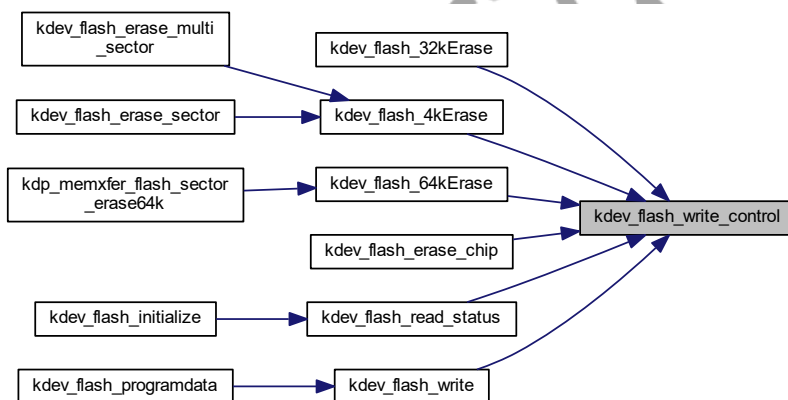 kdev_flash_erase_multi
_sector
kdev_flash_32kErase
kdev_flash_erase_sector
kdev_flash_4kErase
kdp_memxfer_flash_sector
_erase64k
kdev_flash_64kErase
kdev_flash_write_control
kdev_flash_erase_chip
kdev_flash_initialize
kdev_flash_read_status
kdev_flash_programdata
kdev_flash_write